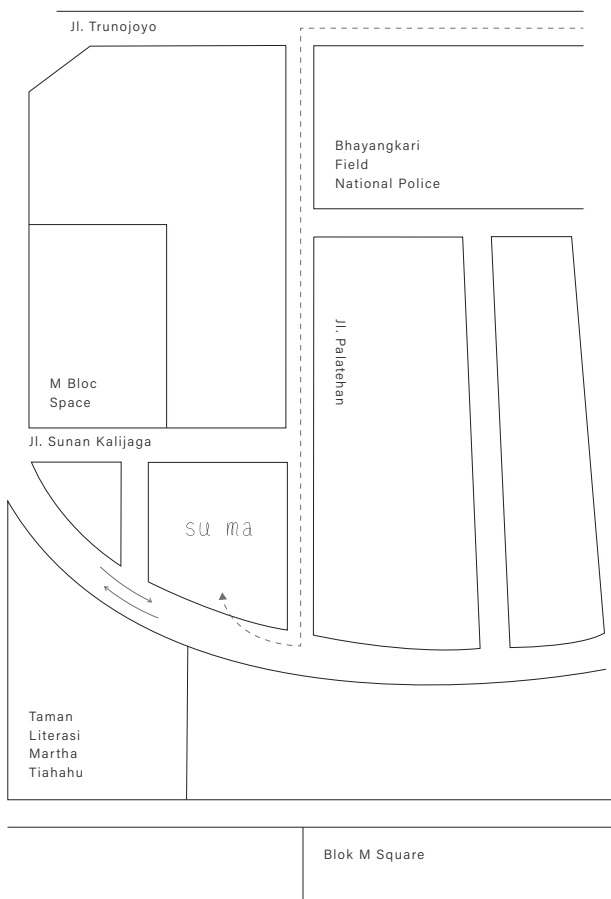 Jl. Trunojoyo
Bhayangkari
Field
National Police
Jl. Palatehan
M Bloc
Space
Jl. Sunan Kalijaga
su ma
Taman
Literasi
Martha
Tiahahu
Blok M Square